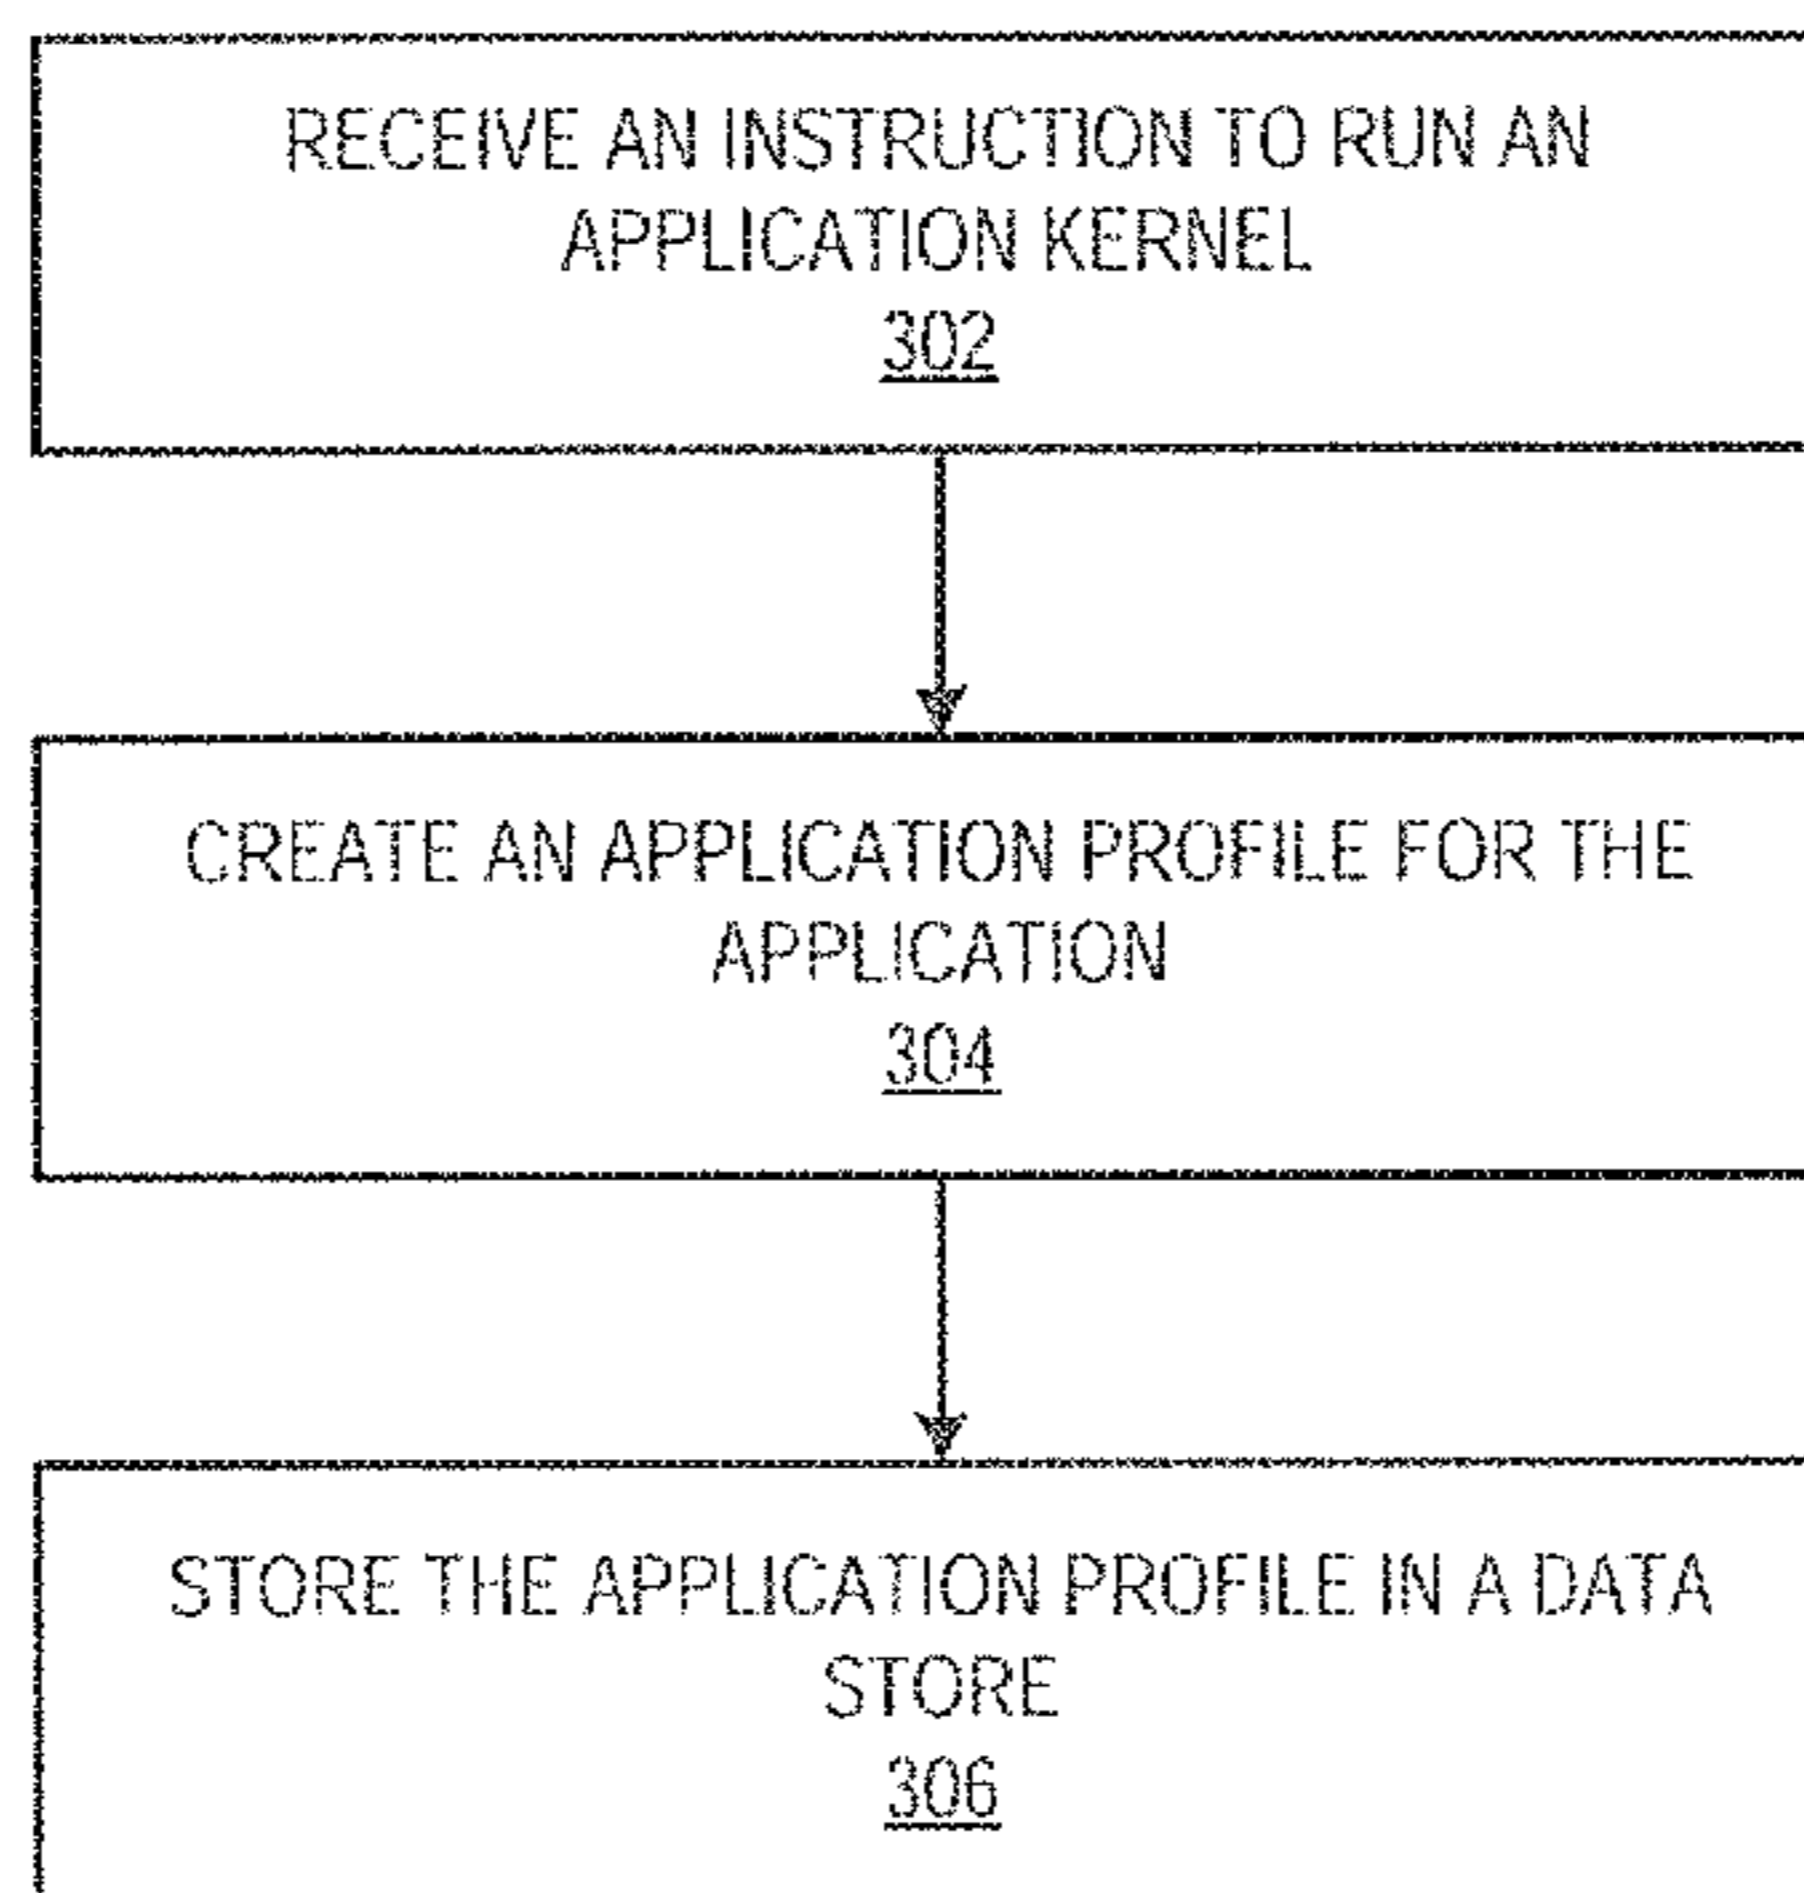 RECEIVE AN INSTRUCTION TO RUN AN
APPLICATION KERNEL
302
CREATE AN APPLICATION PROFILE FOR THE
APPLICATION
304
STORE THE APPLICATION PROFILE IN A DATA
STORE
306